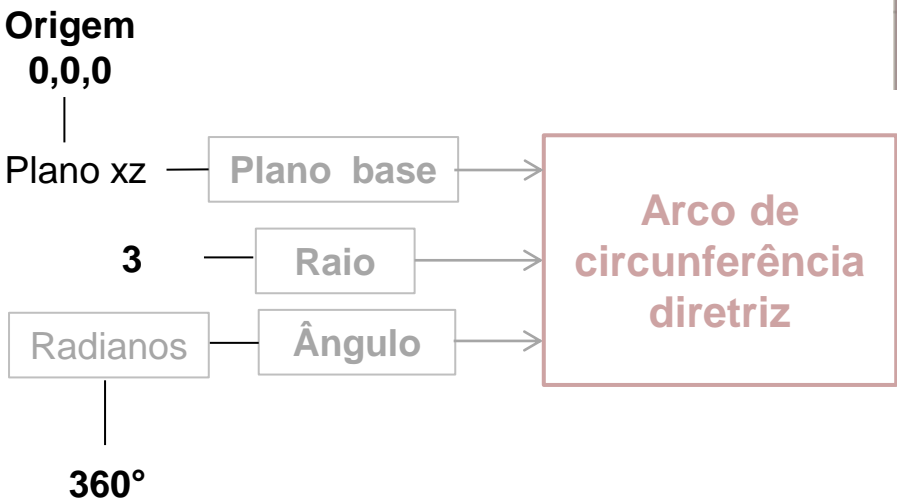 Origem
0,0,0
Plano xz
Plano base
3
Raio
Radianos
Ângulo
360°
Arco de
circunferência
diretriz